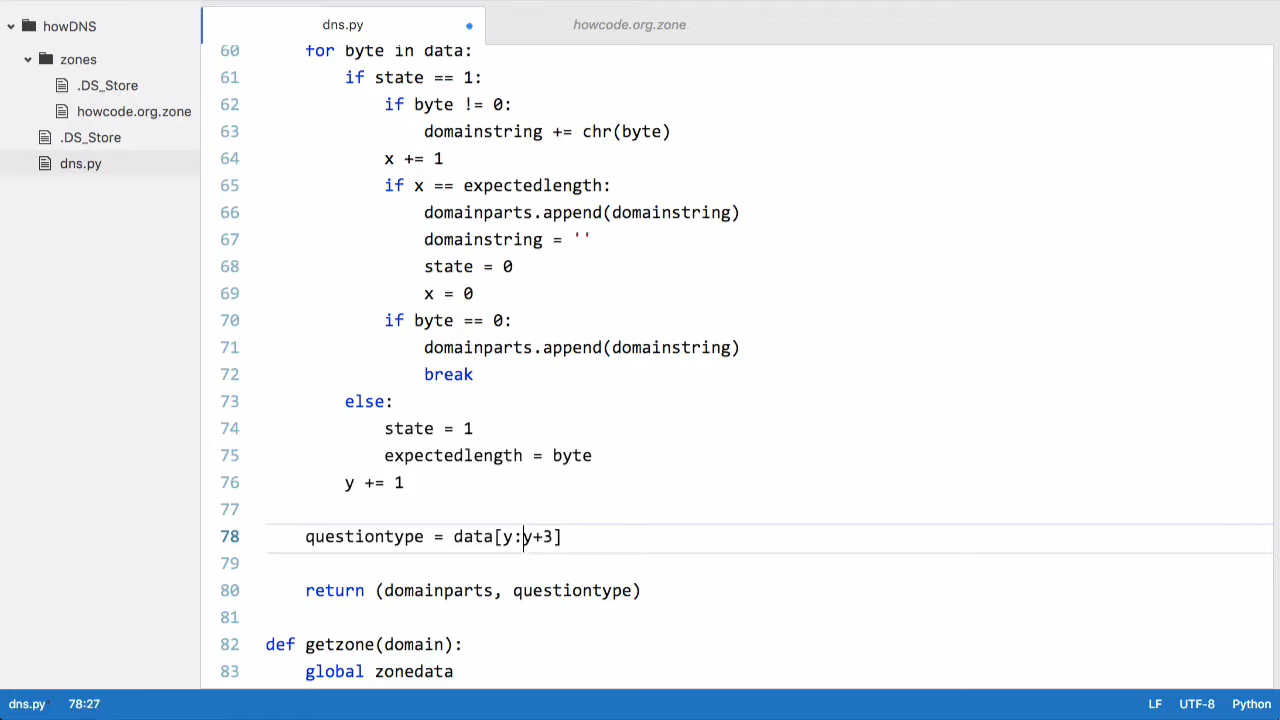 howDNS
zones
.DS_Store
howcode.org.zone
.DS_Store
dns.py
dns.py
howcode.org.zone
60 for byte in data:
61 if state == 1:
62 if byte != 0:
63 domainstring += chr(byte)
64 x += 1
65 if x == expectedlength:
66 domainparts.append(domainstring)
67 domainstring = ''
68 state = 0
69 x = 0
70 if byte == 0:
71 domainparts.append(domainstring)
72 break
73 else:
74 state = 1
75 expectedlength = byte
76 y += 1
77
78 questiontype = data[y:y+3]
79
80 return (domainparts, questiontype)
81
82 def getzone(domain):
83 global zonedata
dns.py* 78:27 LF UTF-8 Python